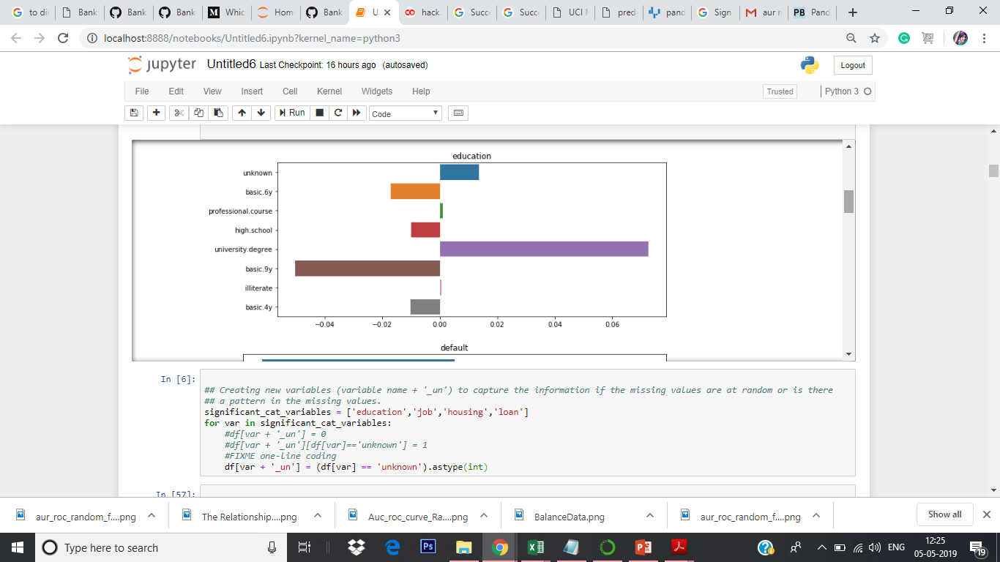 to dir
Bank
Bank
Bank
Whic
Hom
Bank
U
hack.
Succ
Succ
UCI M
pred
pand
Sign
aur r
PB Pand
localhost:8888/notebooks/Untitled6.ipynb?kernel_name=python3
jupyter Untitled6 Last Checkpoint: 16 hours ago (autosaved)
Logout
File Edit View Insert Cell Kernel Widgets Help
Trusted
Python 3
Run
Code
education
unknown
basic.6y
professional.course
high.school
university.degree
basic.9y
illiterate
basic.4y
−0.04 −0.02 0.00 0.02 0.04 0.06
default
In [6]:
## Creating new variables (variable name + '_un') to capture the information if the missing values are at random or is there
## a pattern in the missing values.
significant_cat_variables = ['education','job','housing','loan']
for var in significant_cat_variables:
#df[var + '_un'] = 0
#df[var + '_un'][df[var]=='unknown'] = 1
#FIXME one-line coding
df[var + '_un'] = (df[var] == 'unknown').astype(int)
In [57]:
aur_roc_random_f....png
The Relationship....png
Auc_roc_curve_Ra....png
BalanceData.png
aur_roc_random_f....png
Show all
Type here to search
Ps
ENG
12:25
05-05-2019
19